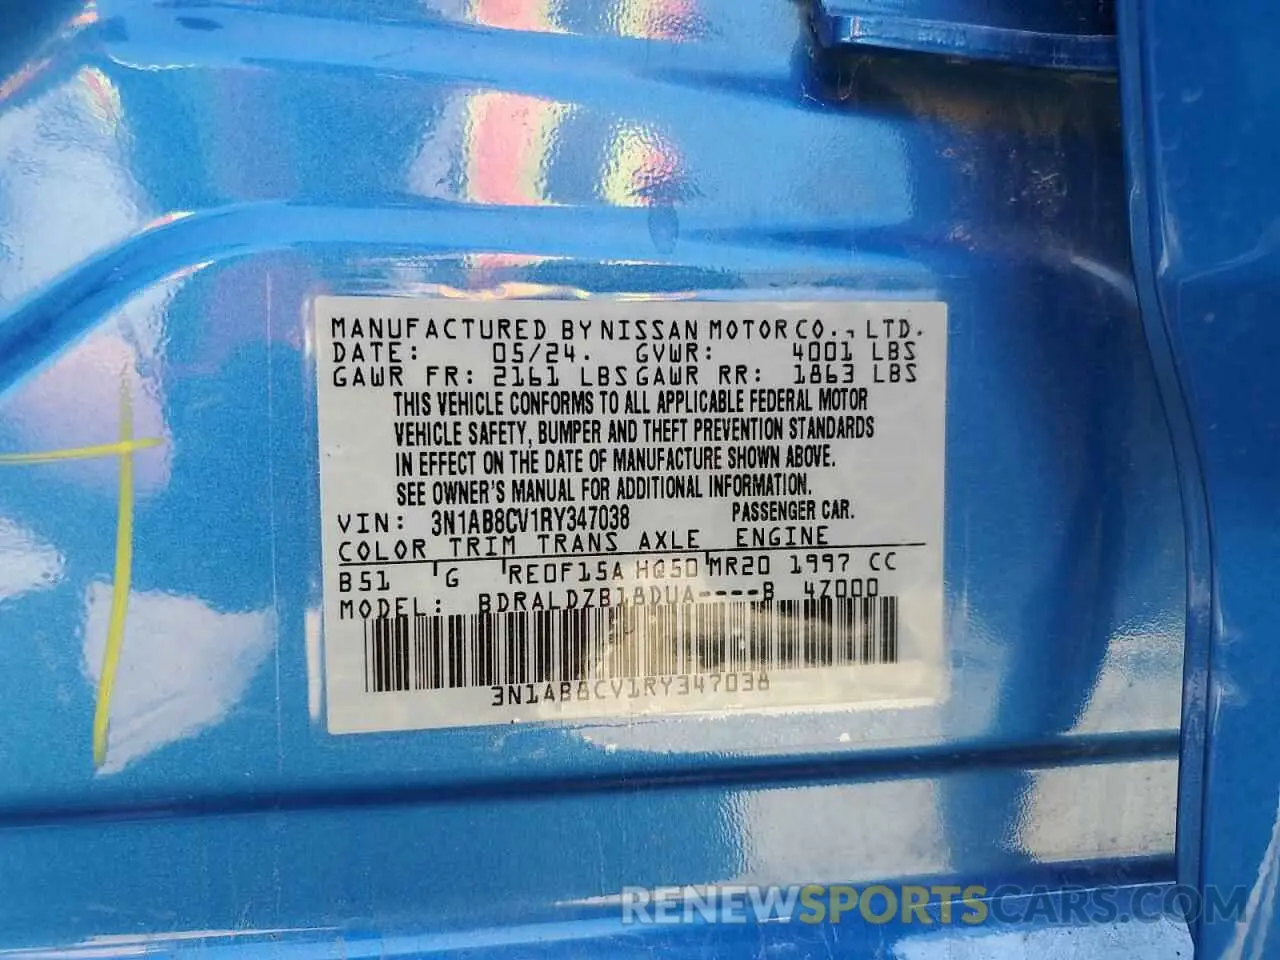 MANUFACTURED BY NISSAN MOTOR CO., LTD.
DATE: 05/24. GVWR: 4001 LBS
GAWR FR: 2161 LBS GAWR RR: 1863 LBS
THIS VEHICLE CONFORMS TO ALL APPLICABLE FEDERAL MOTOR
VEHICLE SAFETY, BUMPER AND THEFT PREVENTION STANDARDS
IN EFFECT ON THE DATE OF MANUFACTURE SHOWN ABOVE.
SEE OWNER'S MANUAL FOR ADDITIONAL INFORMATION.
VIN: 3N1AB8CV1RY347038 PASSENGER CAR.
COLOR TRIM TRANS AXLE ENGINE
B51 G RE0F15A HQ50 MR20 1997 CC
MODEL: BDRALDZB18DUA----B 4Z000
3N1AB8CV1RY347038
RENEWSPORTSCARS.COM